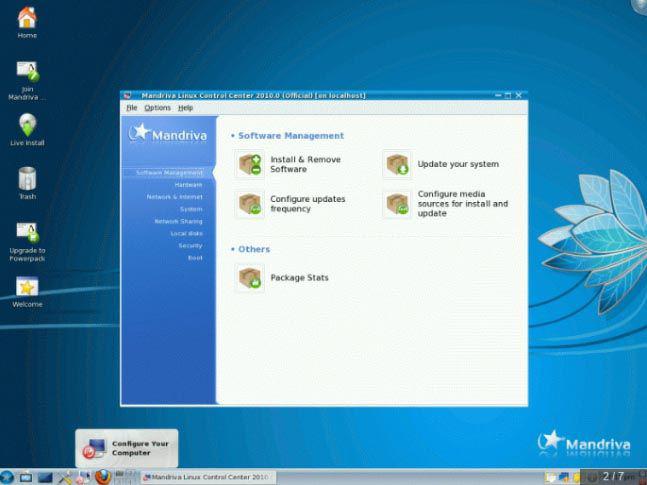 Home
Join
Mandriva ...
Live Install
Trash
Upgrade to
Powerpack
Welcome
Mandriva Linux Control Center 2010.0 (Official) [on localhost]
File Options Help
Mandriva
Software Management
Hardware
Network & Internet
System
Network Sharing
Local disks
Security
Boot
• Software Management
Install & Remove
Software
Update your system
Configure updates
frequency
Configure media
sources for install and
update
• Others
Package Stats
Mandriva
Configure Your
Computer
Mandriva Linux Control Center 2010
2/7